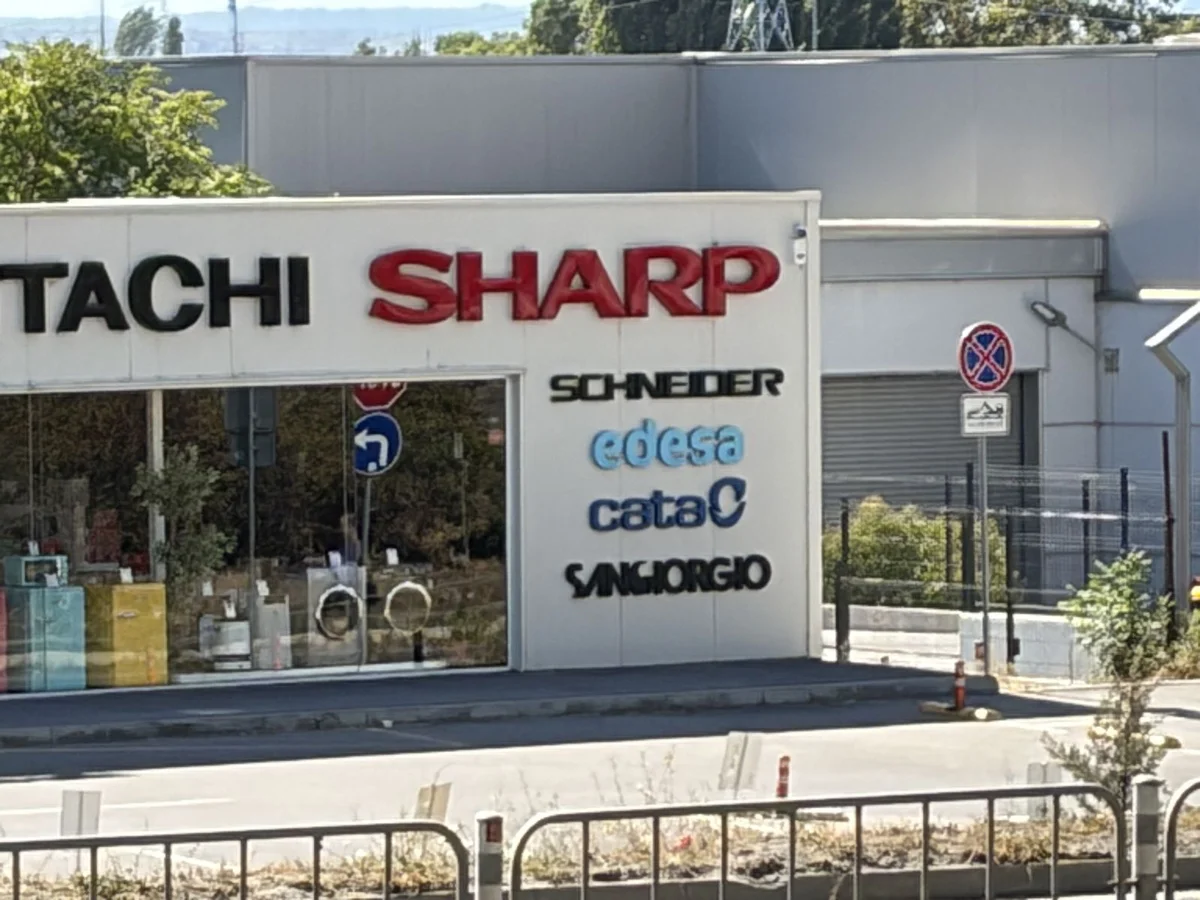 TACHI SHARP
SCHNEIDER
edesa
cata
SANGIORGIO